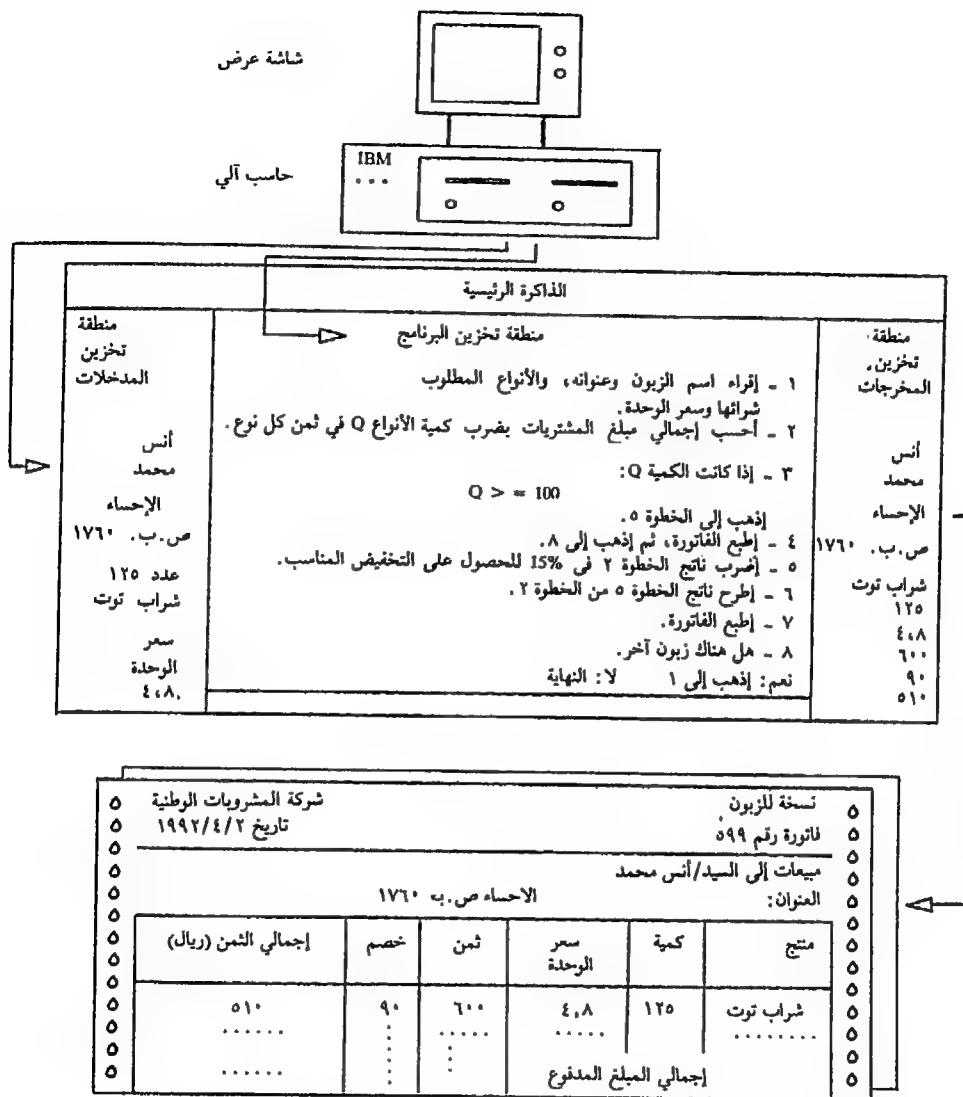 شاشة عرض
حاسب آلي
IBM
الذاكرة الرئيسية
منطقة
تخزين
المخرجات
أنس
محمد
الإحساء
ص.ب. ١٧٦٠
شراب توت
١٢٥
٤،٨
٦٠٠
٩٠
٥١٠
منطقة تخزين البرنامج
١ - إقراء اسم الزبون وعنوانه، والأنواع المطلوب
شرائها وسعر الوحدة.
٢ - أحسب إجمالي مبلغ المشتريات بضرب كمية الأنواع Q في ثمن كل نوع.
٣ - إذا كانت الكمية Q:
Q > = 100
إذهب إلى الخطوة ٥.
٤ - إطبع الفاتورة، ثم إذهب إلى ٨.
٥ - إضرب ناتج الخطوة ٢ في 15% للحصول على التخفيض المناسب.
٦ - إطرح ناتج الخطوة ٥ من الخطوة ٢.
٧ - إطبع الفاتورة.
٨ - هل هناك زبون آخر.
نعم: إذهب إلى ١ لا: النهاية
منطقة
تخزين
المدخلات
أنس
محمد
الإحساء
ص.ب. ١٧٦٠
عدد ١٢٥
شراب توت
سعر
الوحدة
٤،٨.
نسخة للزبون شركة المشروبات الوطنية
فاتورة رقم ٥٩٩ تاريخ ١٩٩٢/٤/٢
مبيعات إلى السيد/أنس محمد
العنوان: الاحساء ص.ب ١٧٦٠
منتج كمية سعر الوحدة ثمن خصم إجمالي الثمن (ريال)
شراب توت ١٢٥ ٤،٨ ٦٠٠ ٩٠ ٥١٠
إجمالي المبلغ المدفوع